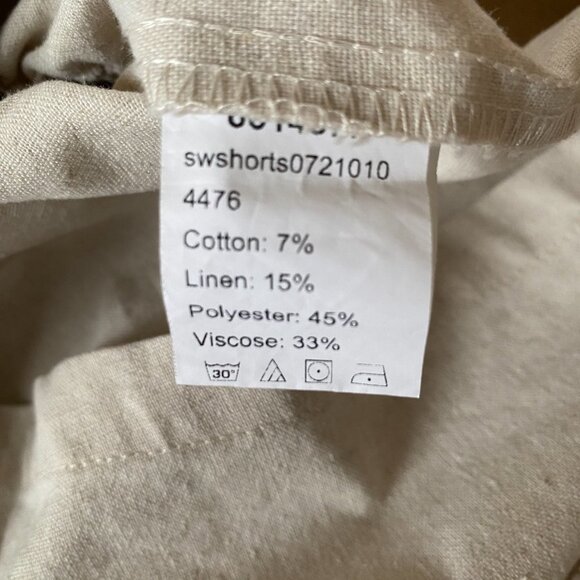 swshorts0721010
4476
Cotton: 7%
Linen: 15%
Polyester: 45%
Viscose: 33%
30°